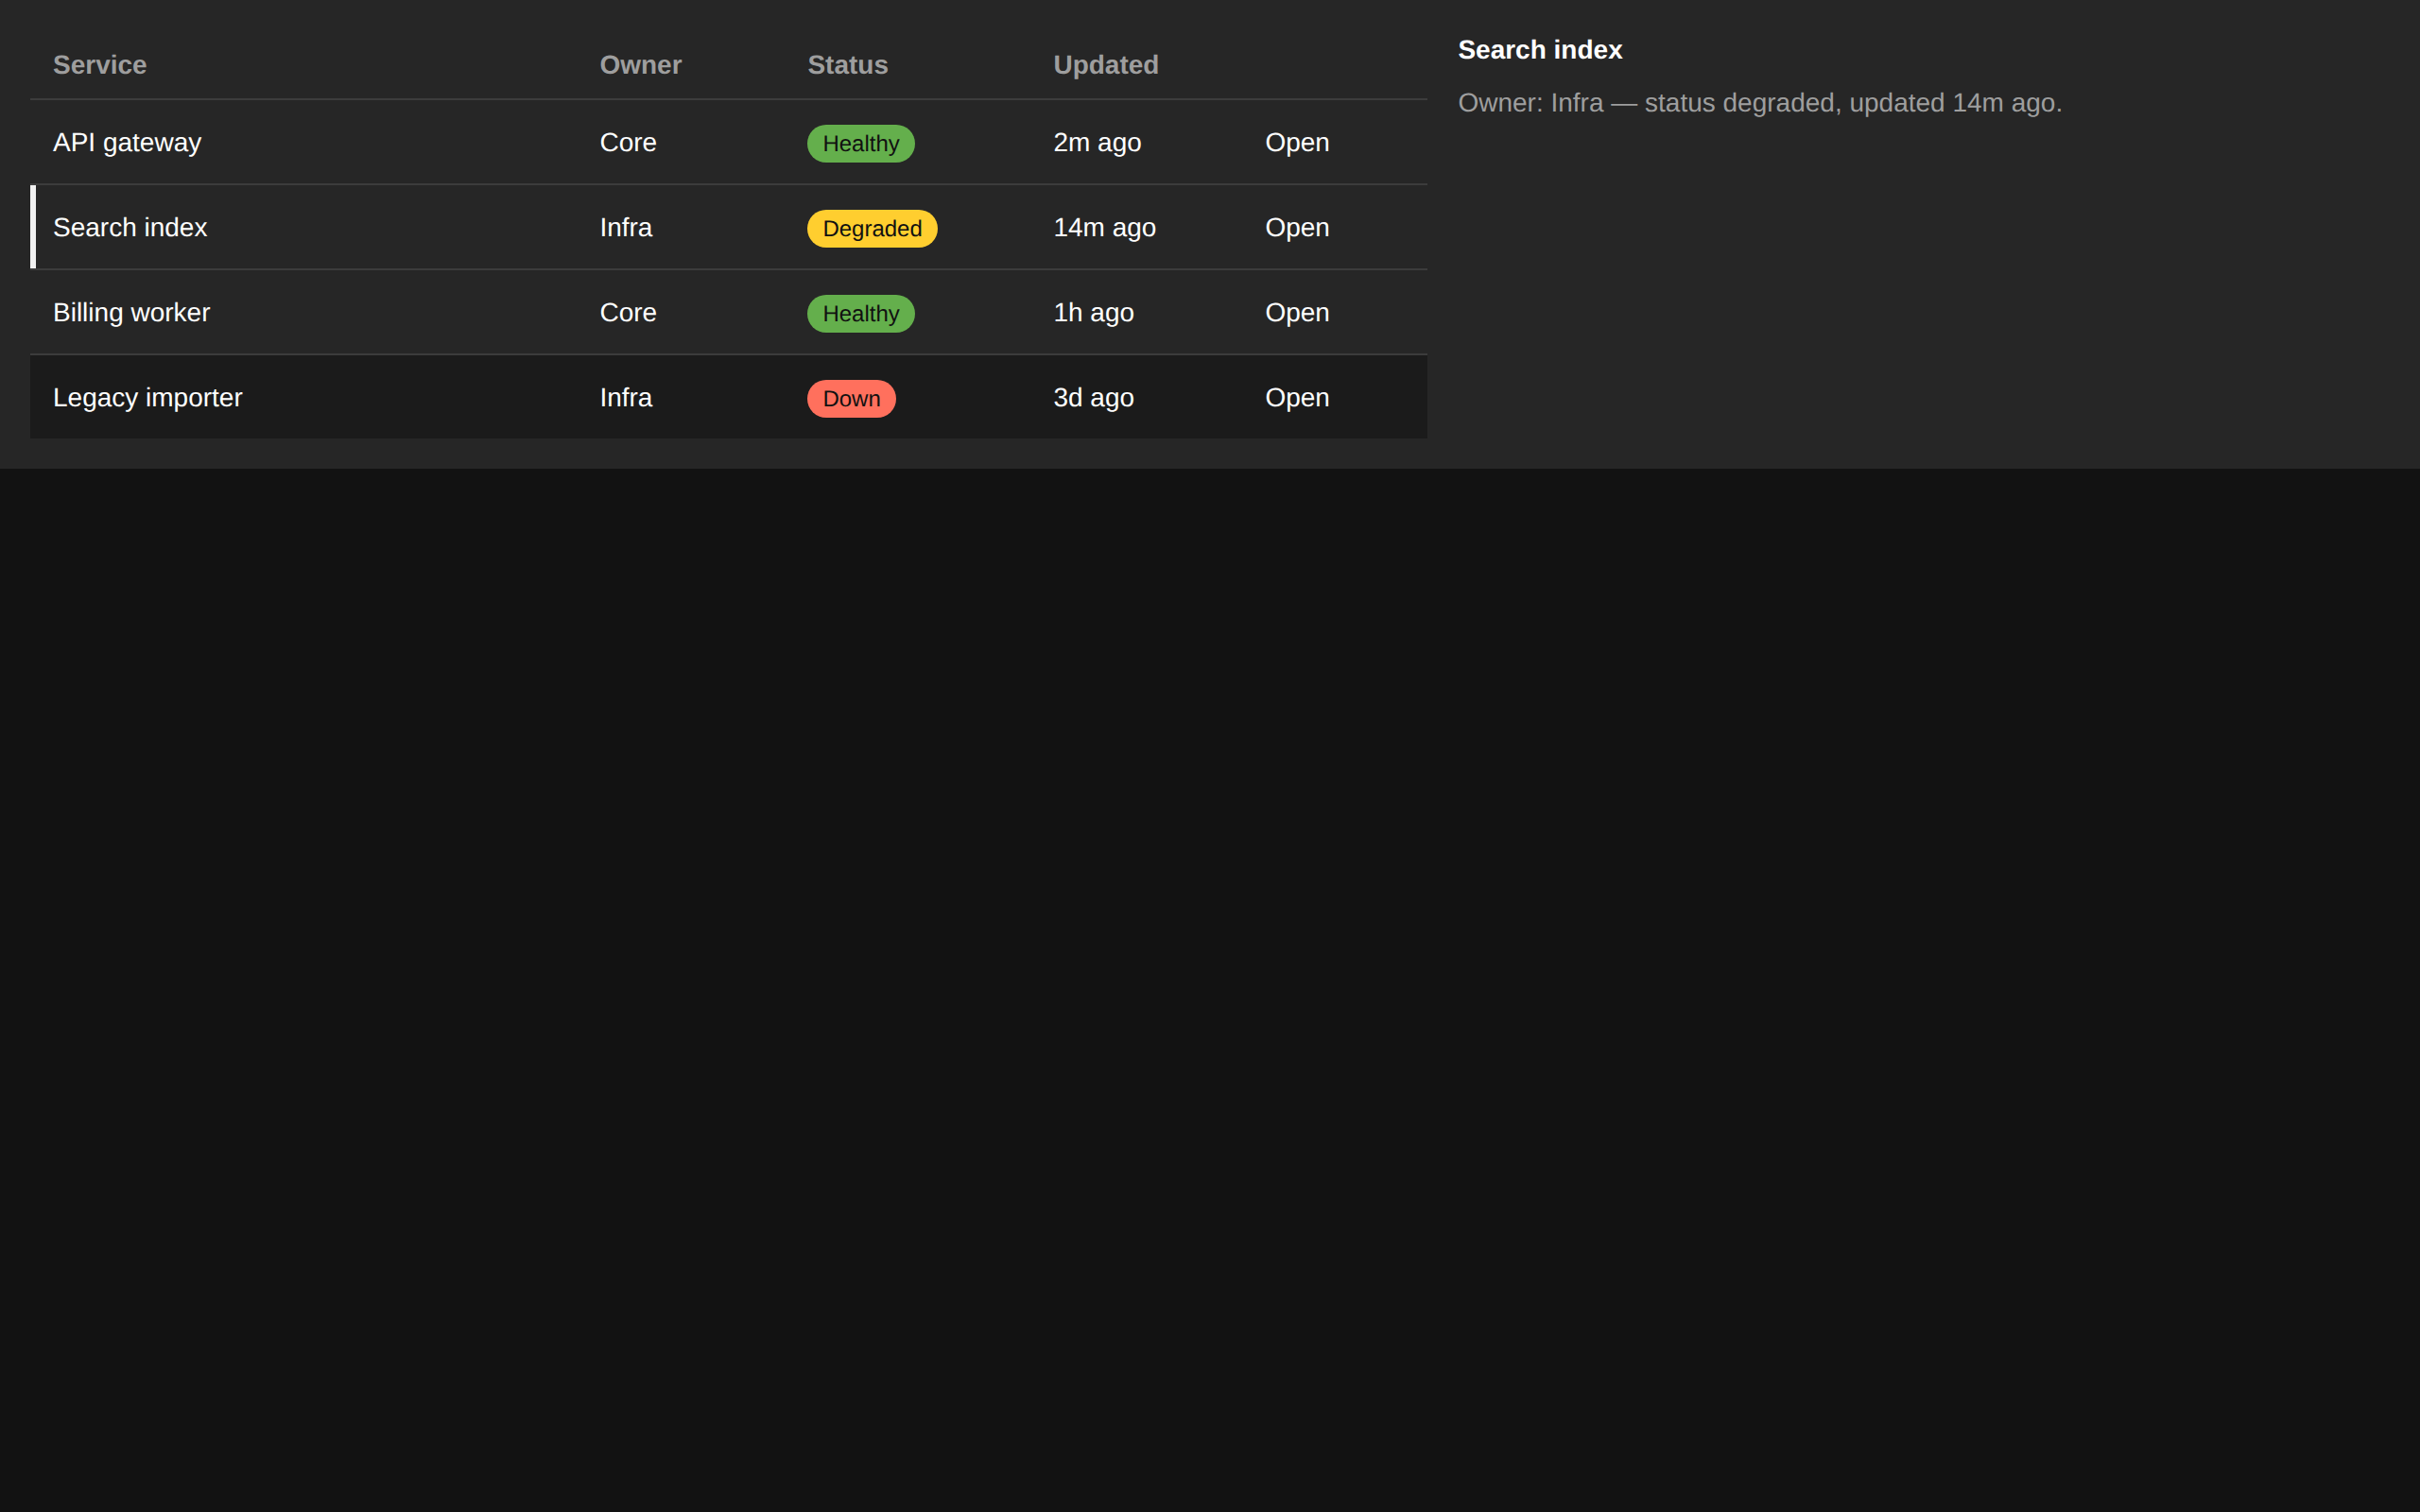 Service Owner Status Updated
API gateway Core Healthy 2m ago Open
Search index Infra Degraded 14m ago Open
Billing worker Core Healthy 1h ago Open
Legacy importer Infra Down 3d ago Open
Search index
Owner: Infra — status degraded, updated 14m ago.